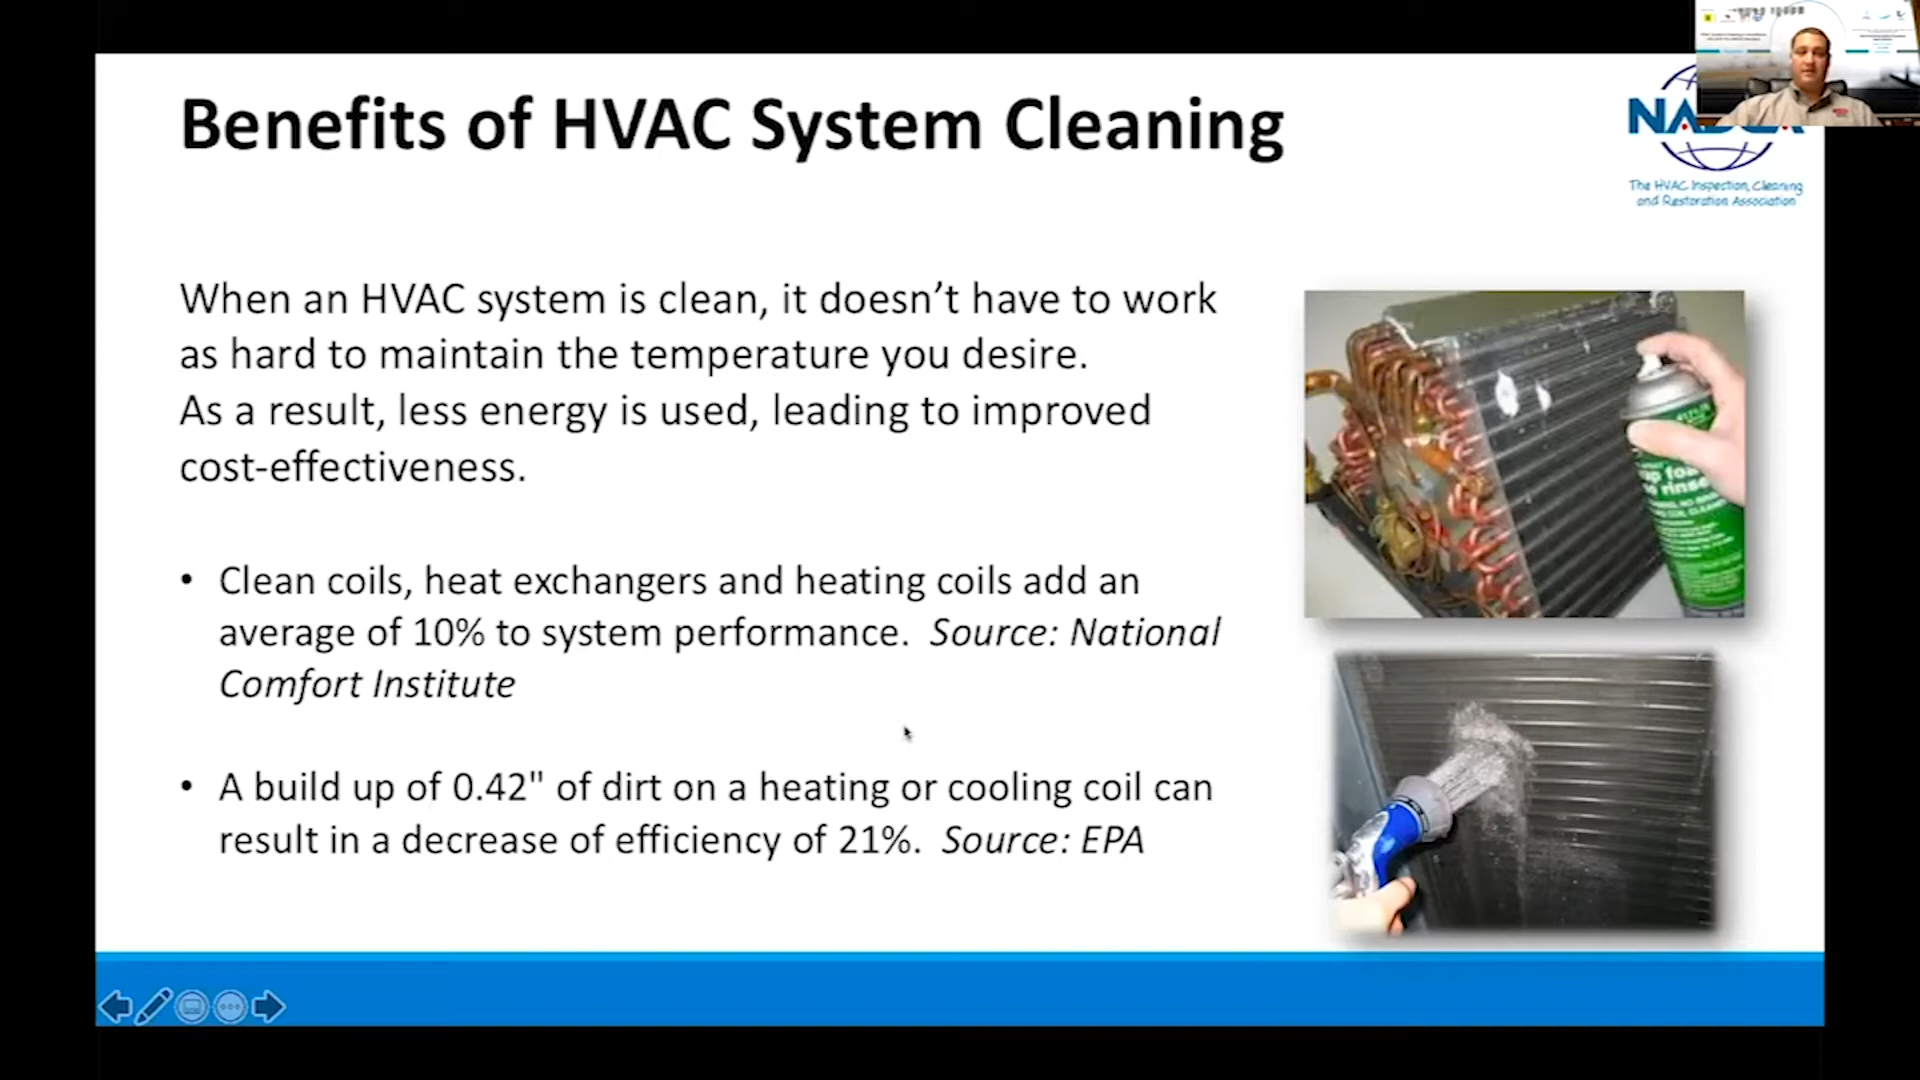 Benefits of HVAC System Cleaning
The HVAC Inspection, Cleaning
and Restoration Association
When an HVAC system is clean, it doesn’t have to work
as hard to maintain the temperature you desire.
As a result, less energy is used, leading to improved
cost-effectiveness.
• Clean coils, heat exchangers and heating coils add an
average of 10% to system performance. Source: National
Comfort Institute
• A build up of 0.42" of dirt on a heating or cooling coil can
result in a decrease of efficiency of 21%. Source: EPA